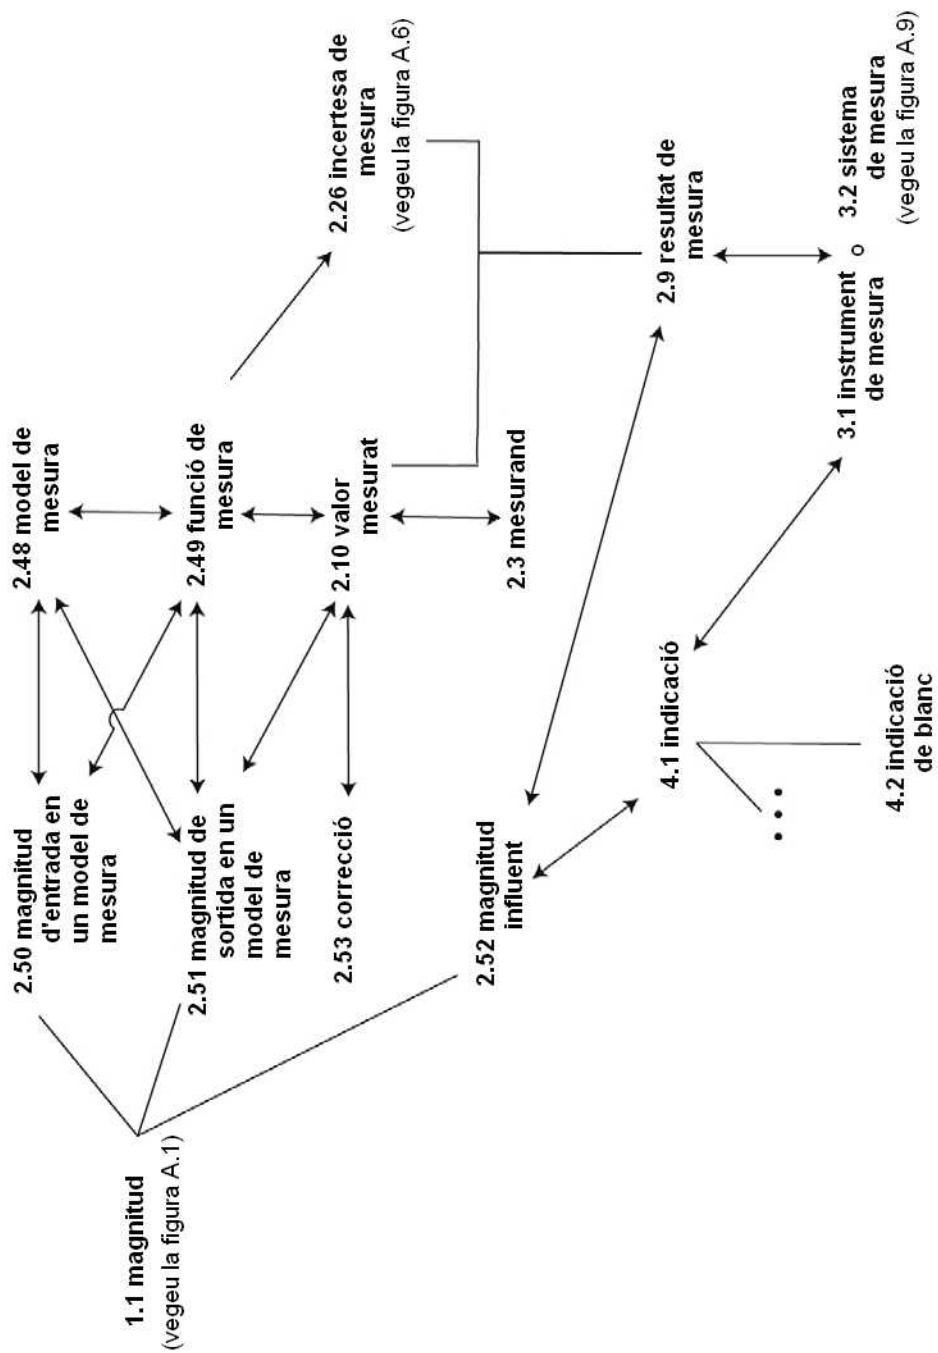 1.1 magnitud
(vegeu la figura A.1)
2.50 magnitud
d'entrada en
un model de
mesura
2.51 magnitud de
sortida en un
model de
mesura
2.53 correcció
2.52 magnitud
influent
2.48 model de
mesura
2.49 funció de
mesura
2.10 valor
mesurat
2.3 mesurand
2.26 incertesa de
mesura
(vegeu la figura A.6)
2.9 resultat de
mesura
4.1 indicació
4.2 indicació
de blanc
3.1 instrument
de mesura
o
3.2 sistema
de mesura
(vegeu la figura A.9)